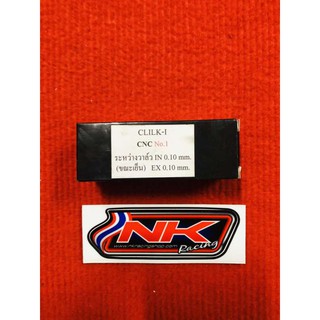 CLILK-I
CNC No.1
ระหว่างวาล์ว IN 0.10 mm.
(ขณะเย็น) EX 0.10 mm.
NK
Racing